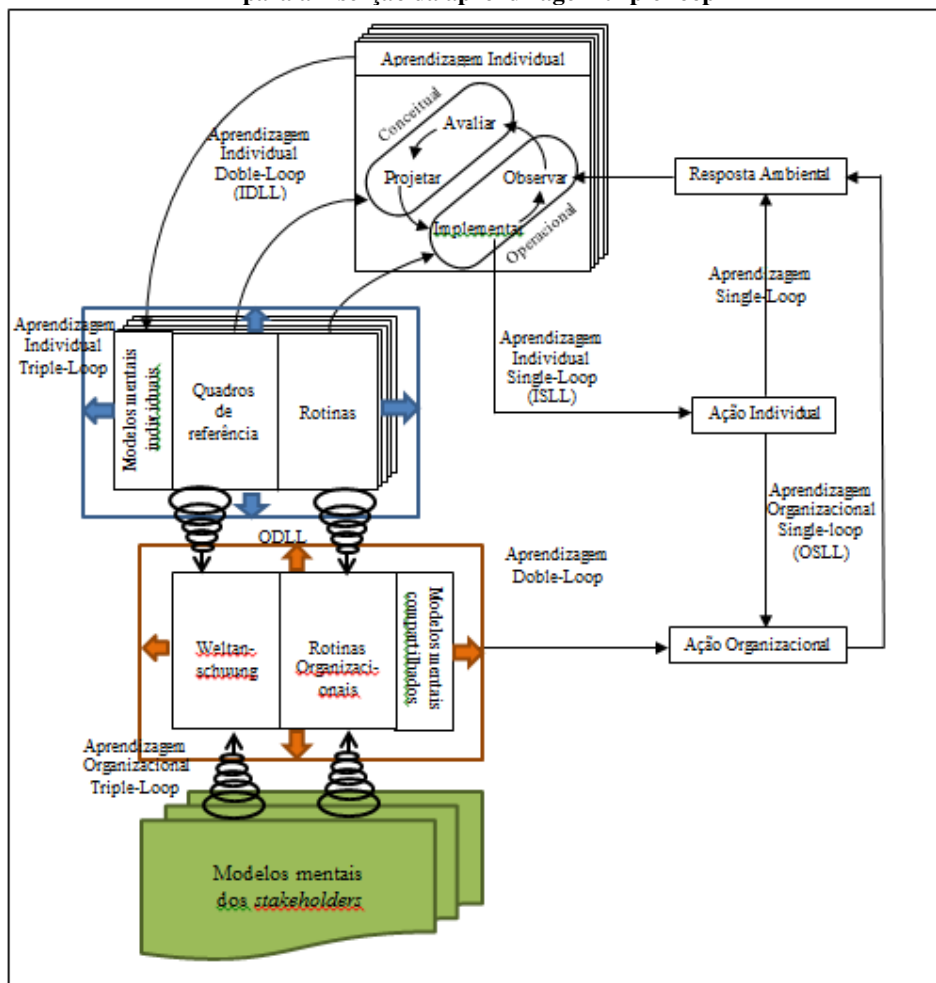 Aprendizagem Individual
Conceitual
Avaliar
Projetar
Observar
Implementar
Operacional
Aprendizagem
Individual
Doble-Loop
(IDLL)
Resposta Ambiental
Aprendizagem
Single-Loop
Aprendizagem
Individual
Triple-Loop
Modelos mentais
individuais
Quadros
de
referência
Rotinas
Aprendizagem
Individual
Single-Loop
(ISLL)
Ação Individual
Aprendizagem
Organizacional
Single-loop
(OSLL)
ODLL
Aprendizagem
Doble-Loop
Weltan-
schuung
Rotinas
Organizaci-
onais
Modelos mentais
compartilhados
Ação Organizacional
Aprendizagem
Organizacional
Triple-Loop
Modelos mentais
dos stakeholders